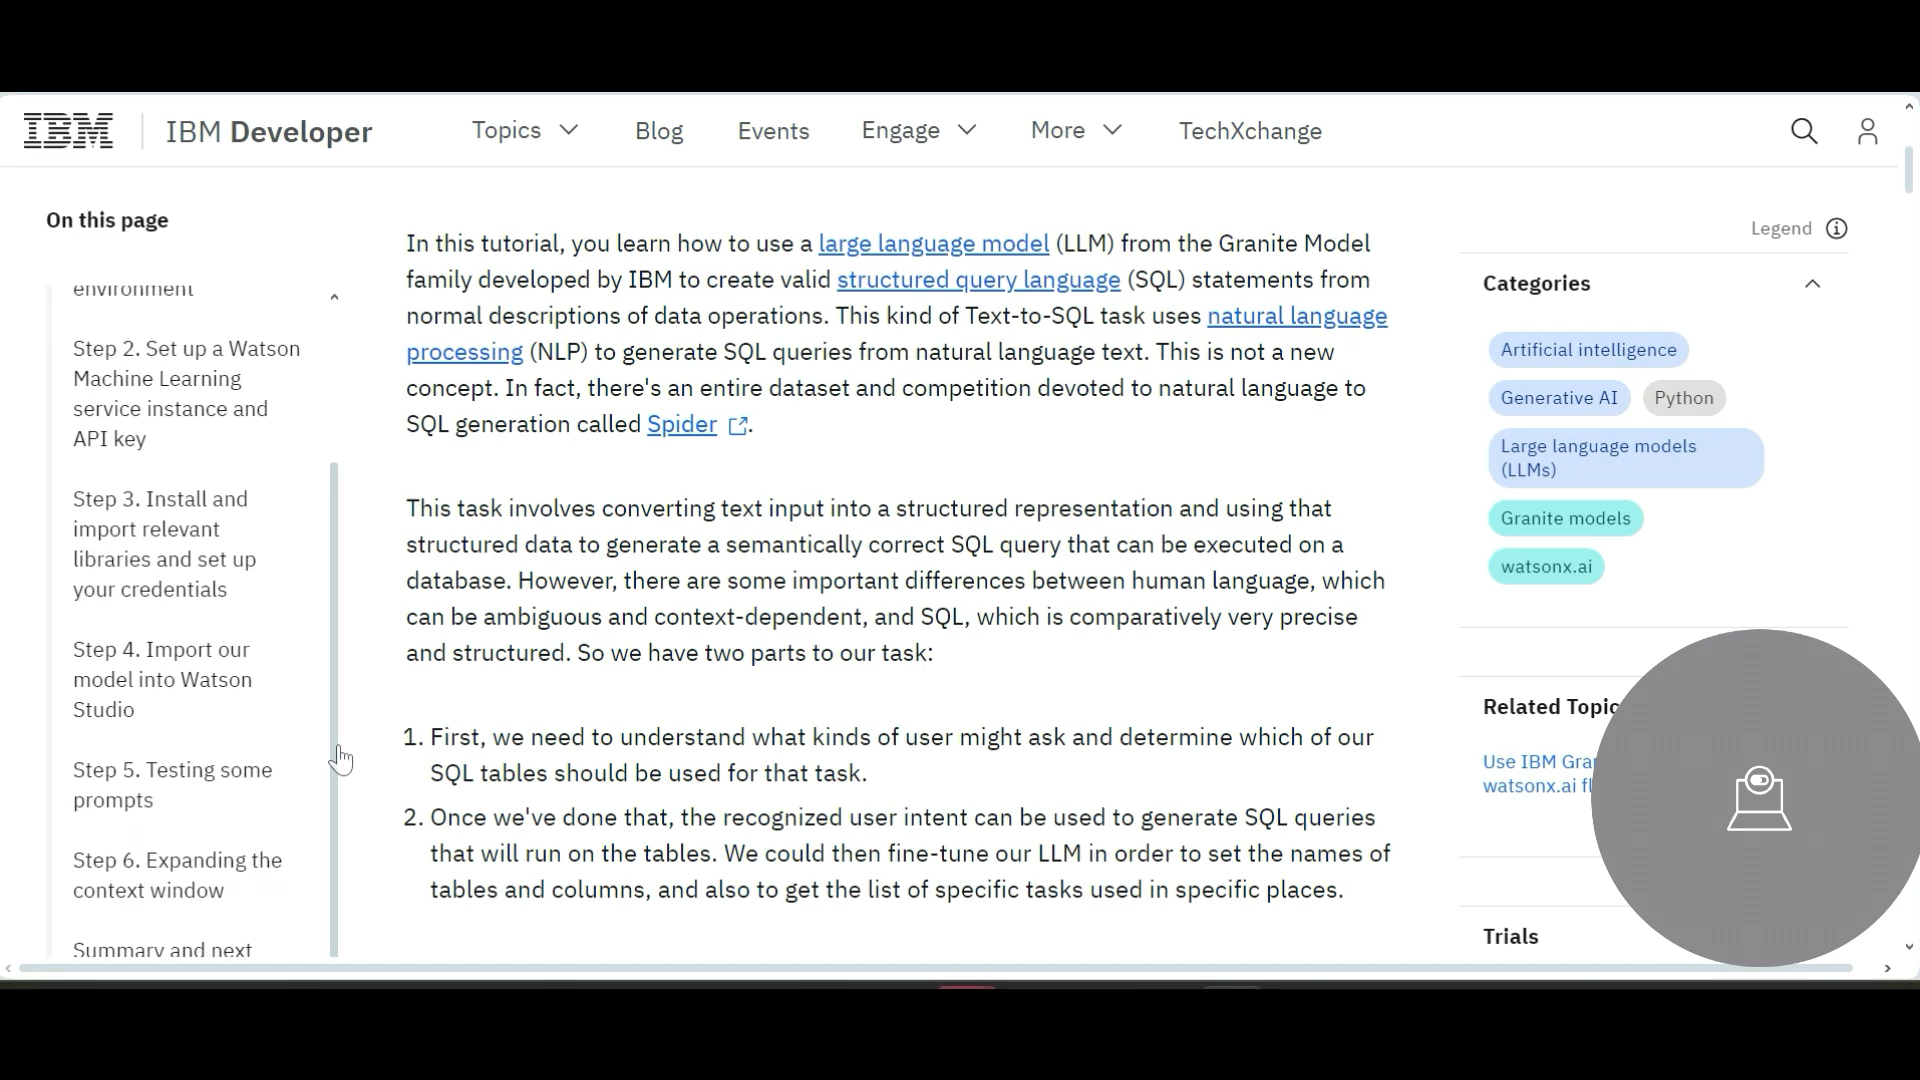 IBM
IBM Developer
Topics
Blog
Events
Engage
More
TechXchange
On this page
environment
Step 2. Set up a Watson
Machine Learning
service instance and
API key
Step 3. Install and
import relevant
libraries and set up
your credentials
Step 4. Import our
model into Watson
Studio
Step 5. Testing some
prompts
Step 6. Expanding the
context window
Summary and next
In this tutorial, you learn how to use a large language model (LLM) from the Granite Model
family developed by IBM to create valid structured query language (SQL) statements from
normal descriptions of data operations. This kind of Text-to-SQL task uses natural language
processing (NLP) to generate SQL queries from natural language text. This is not a new
concept. In fact, there's an entire dataset and competition devoted to natural language to
SQL generation called Spider.
This task involves converting text input into a structured representation and using that
structured data to generate a semantically correct SQL query that can be executed on a
database. However, there are some important differences between human language, which
can be ambiguous and context-dependent, and SQL, which is comparatively very precise
and structured. So we have two parts to our task:
1. First, we need to understand what kinds of user might ask and determine which of our
SQL tables should be used for that task.
2. Once we've done that, the recognized user intent can be used to generate SQL queries
that will run on the tables. We could then fine-tune our LLM in order to set the names of
tables and columns, and also to get the list of specific tasks used in specific places.
Legend
Categories
Artificial intelligence
Generative AI
Python
Large language models
(LLMs)
Granite models
watsonx.ai
Related Topic
Use IBM Gra
watsonx.ai fl
Trials